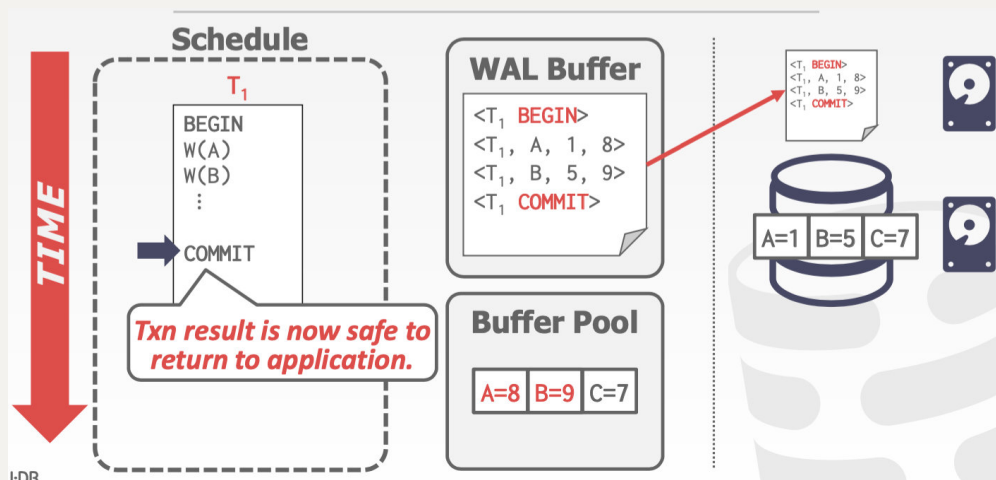 Schedule
TIME
T₁
BEGIN
W(A)
W(B)
⋮
COMMIT
Txn result is now safe to
return to application.
WAL Buffer
<T₁ BEGIN>
<T₁, A, 1, 8>
<T₁, B, 5, 9>
<T₁ COMMIT>
Buffer Pool
A=8 B=9 C=7
<T₁ BEGIN>
<T₁, A, 1, 8>
<T₁, B, 5, 9>
<T₁ COMMIT>
A=1 B=5 C=7